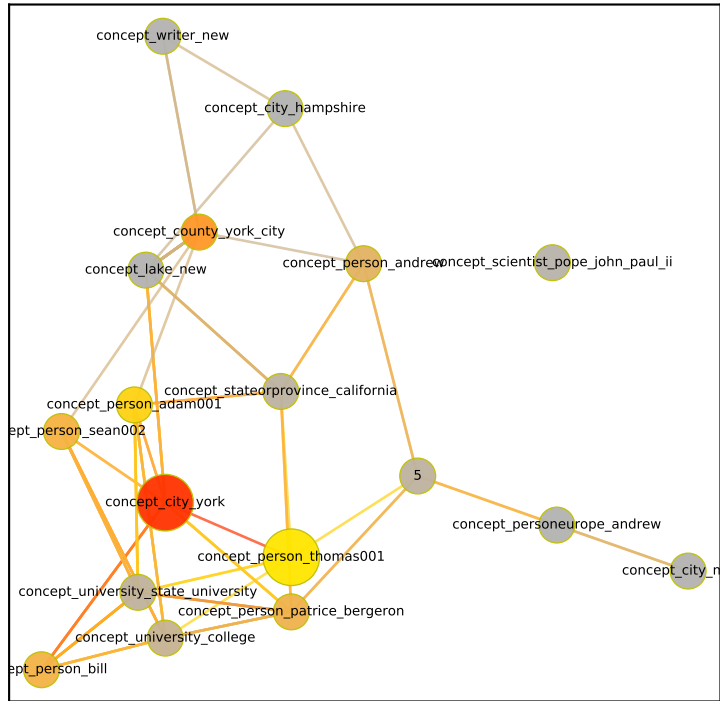 concept_writer_new
concept_city_hampshire
concept_county_york_city
concept_lake_new
concept_person_andrew
concept_scientist_pope_john_paul_ii
concept_stateorprovince_california
concept_person_adam001
ept_person_sean002
5
concept_city_york
concept_personeurope_andrew
concept_person_thomas001
concept_city_n
concept_university_state_university
concept_person_patrice_bergeron
concept_university_college
ept_person_bill